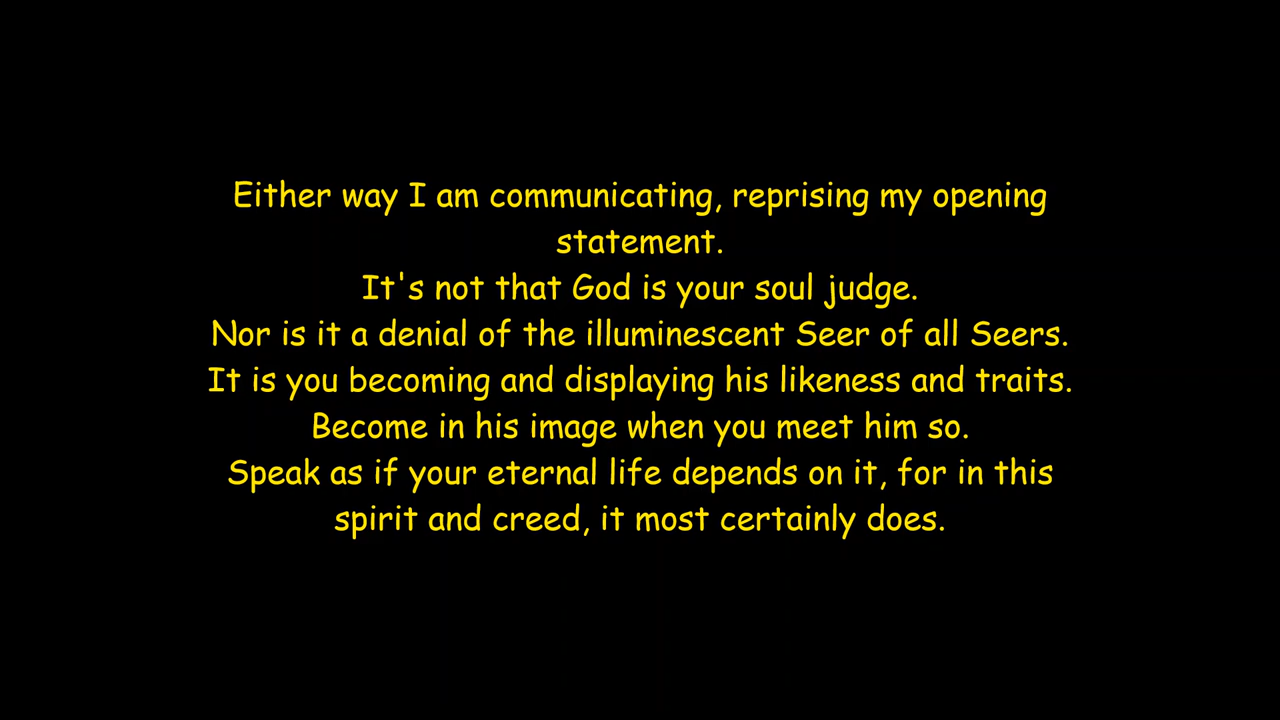 Either way I am communicating, reprising my opening
statement.
It's not that God is your soul judge.
Nor is it a denial of the illuminescent Seer of all Seers.
It is you becoming and displaying his likeness and traits.
Become in his image when you meet him so.
Speak as if your eternal life depends on it, for in this
spirit and creed, it most certainly does.